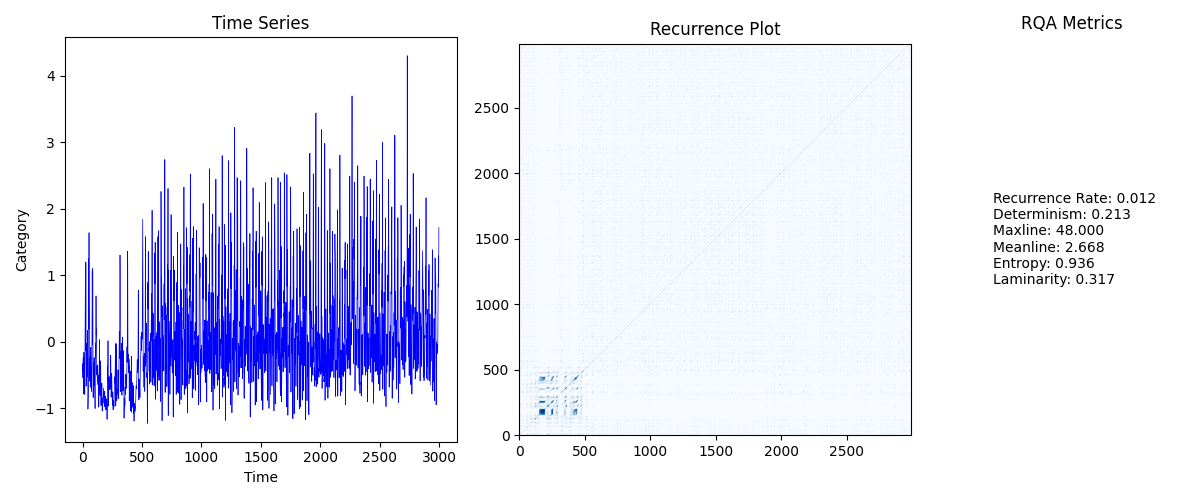 Time Series
Category
4
3
2
1
0
−1
0 500 1000 1500 2000 2500 3000
Time
Recurrence Plot
2500
2000
1500
1000
500
0
0 500 1000 1500 2000 2500
RQA Metrics
Recurrence Rate: 0.012
Determinism: 0.213
Maxline: 48.000
Meanline: 2.668
Entropy: 0.936
Laminarity: 0.317